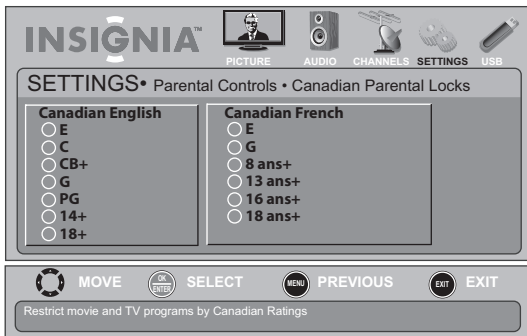 INSIGNIA™
PICTURE AUDIO CHANNELS SETTINGS USB
SETTINGS• Parental Controls • Canadian Parental Locks
Canadian English
E
C
CB+
G
PG
14+
18+
Canadian French
E
G
8 ans+
13 ans+
16 ans+
18 ans+
MOVE OK ENTER SELECT MENU PREVIOUS EXIT EXIT
Restrict movie and TV programs by Canadian Ratings